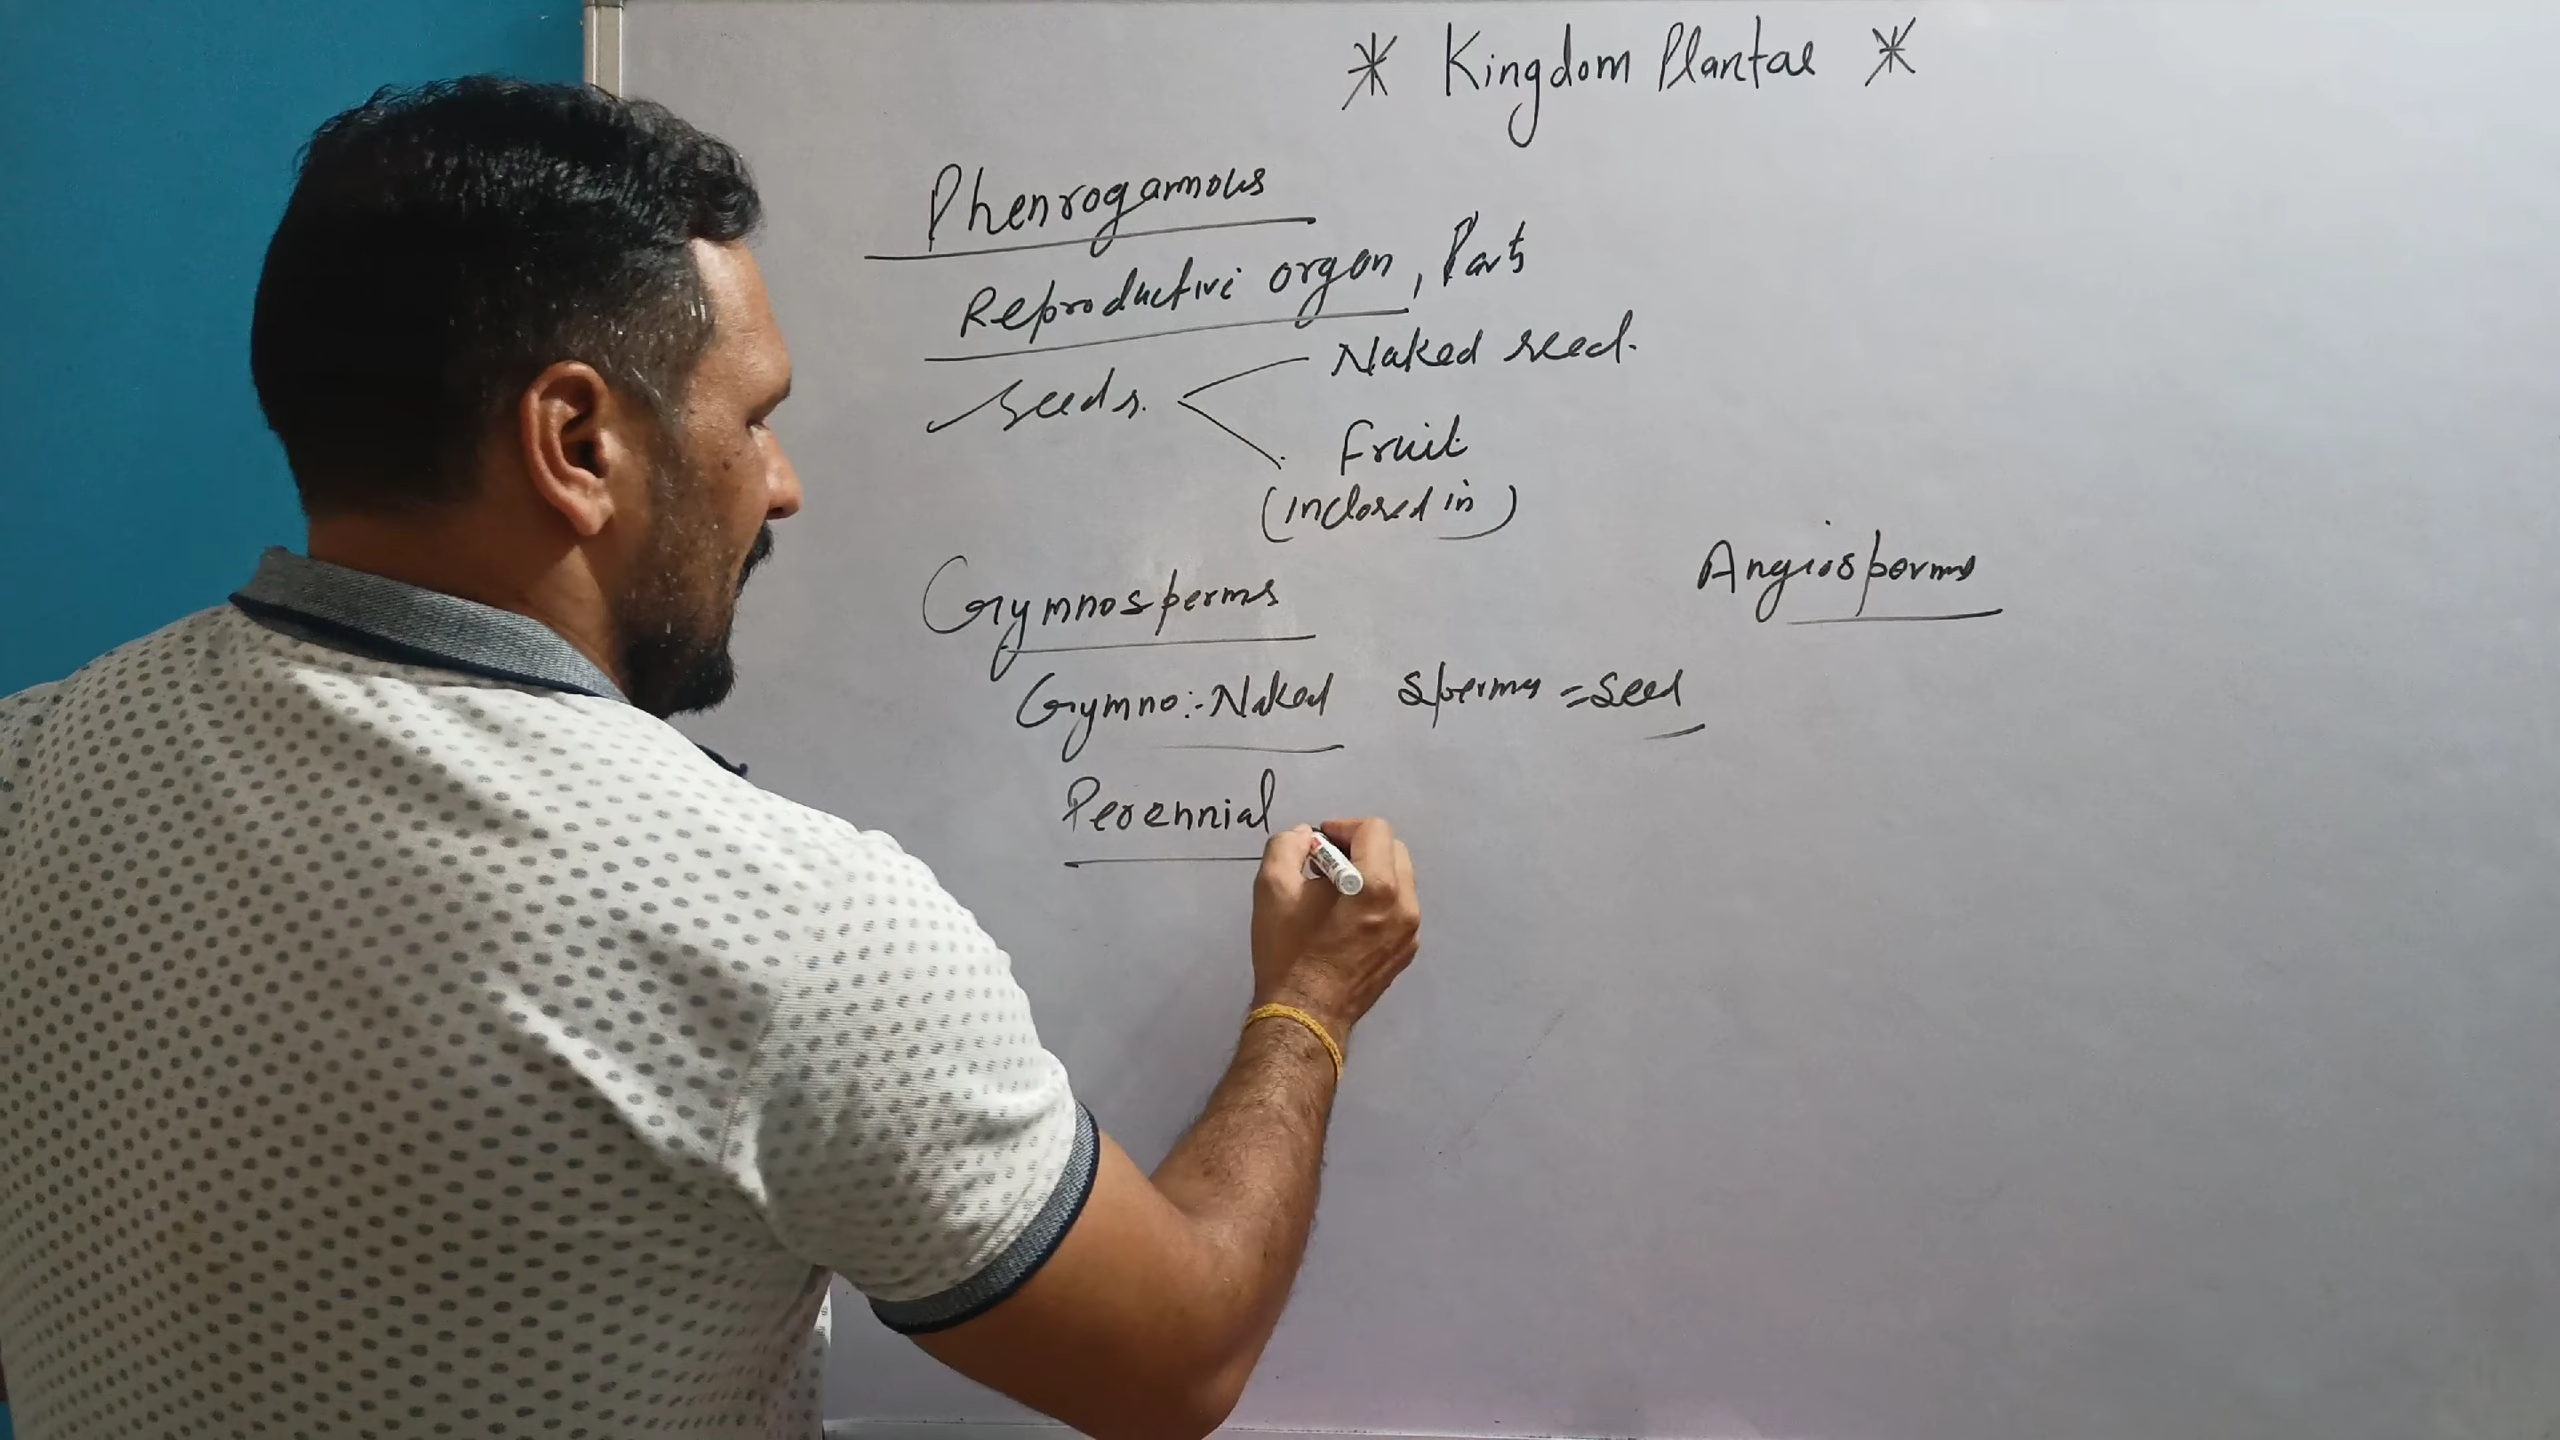 * Kingdom Plantae *
Phenrogamous
Reproductive organ, Parts
Seeds.
Naked seed.
Fruit
(inclosed in)
Gymnosperms
Angiosperms
Gymno:- Naked Sperms = Seed
Perennial